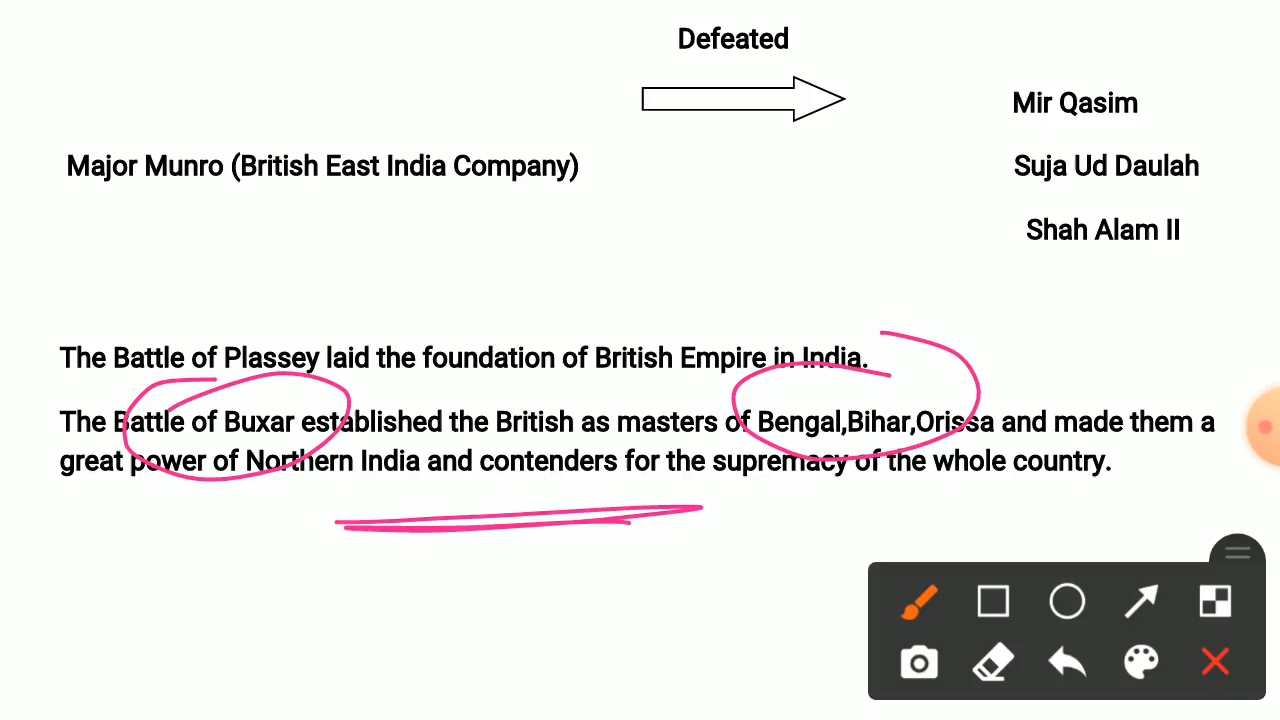 Defeated
Mir Qasim
Major Munro (British East India Company)
Suja Ud Daulah
Shah Alam II
The Battle of Plassey laid the foundation of British Empire in India.
The Battle of Buxar established the British as masters of Bengal,Bihar,Orissa and made them a
great power of Northern India and contenders for the supremacy of the whole country.